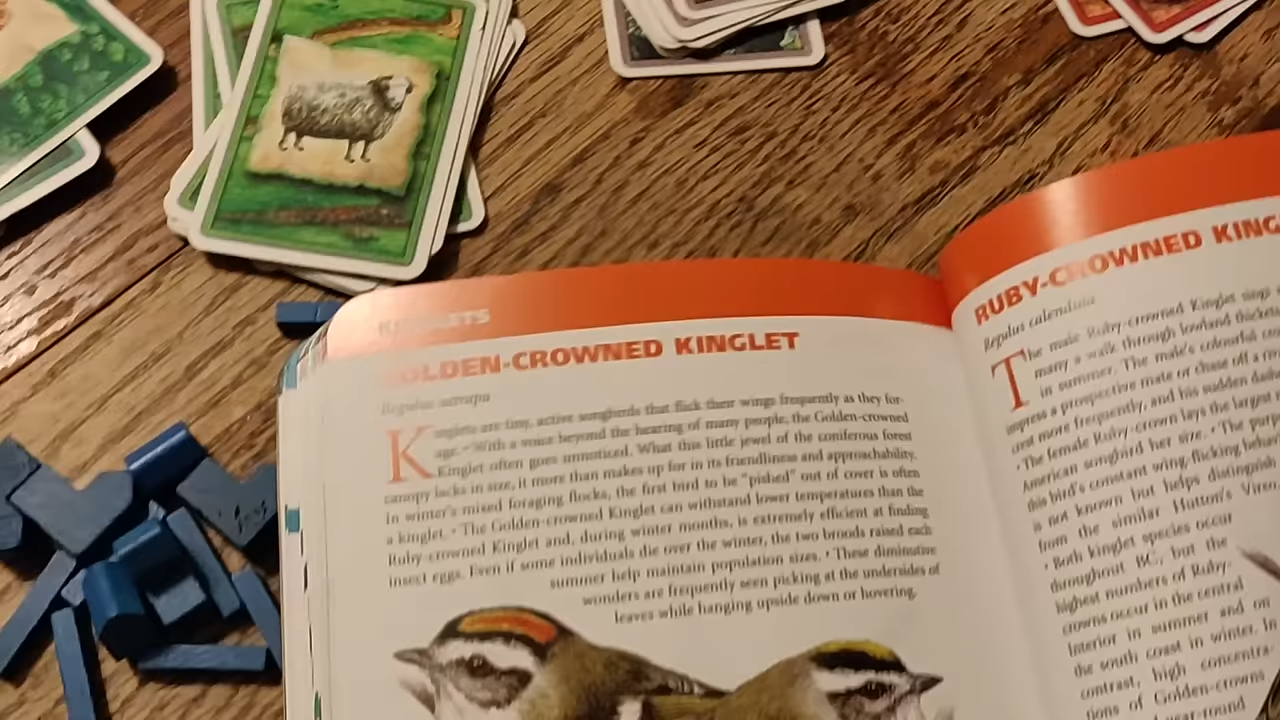 KINGLETS
GOLDEN-CROWNED KINGLET
Regulus satrapa
Kinglets are tiny, active songbirds that flick their wings frequently as they for-
age. • With a voice beyond the hearing of many people, the Golden-crowned
Kinglet often goes unnoticed. What this little jewel of the coniferous forest
canopy lacks in size, it more than makes up for in its friendliness and approachability.
In winter's mixed foraging flocks, the first bird to be "pished" out of cover is often
a kinglet. • The Golden-crowned Kinglet can withstand lower temperatures than the
Ruby-crowned Kinglet and, during winter months, is extremely efficient at finding
insect eggs. Even if some individuals die over the winter, the two broods raised each
summer help maintain population sizes. • These diminutive
wonders are frequently seen picking at the undersides of
leaves while hanging upside down or hovering.
RUBY-CROWNED KING
Regulus calendula
The male Ruby-crowned Kinglet sings
many a walk through lowland thickets
in summer. The male's colourful
impress a prospective mate or chase off a
crest more frequently, and his sudden
• The female Ruby-crown lays the largest
American songbird her size. • The
this bird's constant wing-flicking
is not known but helps distinguish
from the similar Hutton's Vireo.
• Both kinglet species occur
throughout BC, but the
highest numbers of Ruby-
crowns occur in the central
Interior in summer and on
the south coast in winter. In
contrast, high concentra-
tions of Golden-crowns
year-round